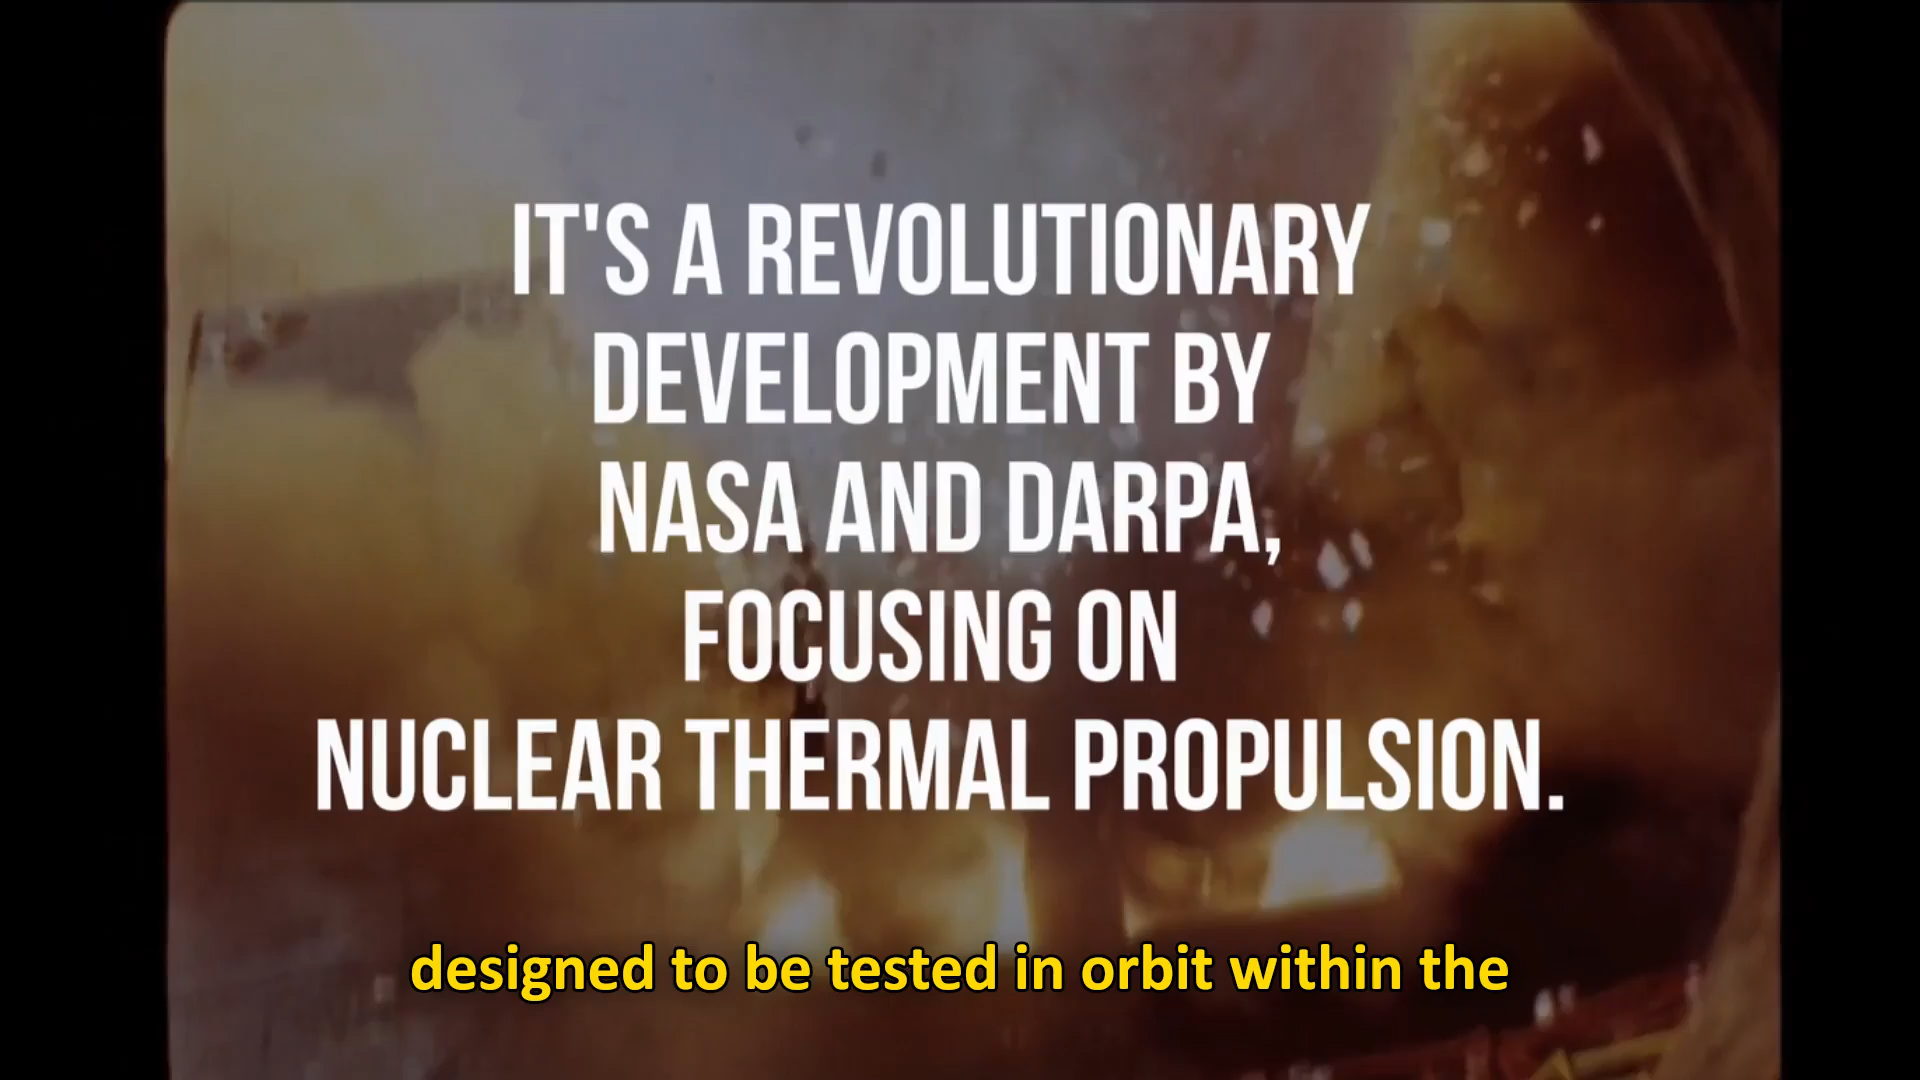 IT'S A REVOLUTIONARY
DEVELOPMENT BY
NASA AND DARPA,
FOCUSING ON
NUCLEAR THERMAL PROPULSION.
designed to be tested in orbit within the